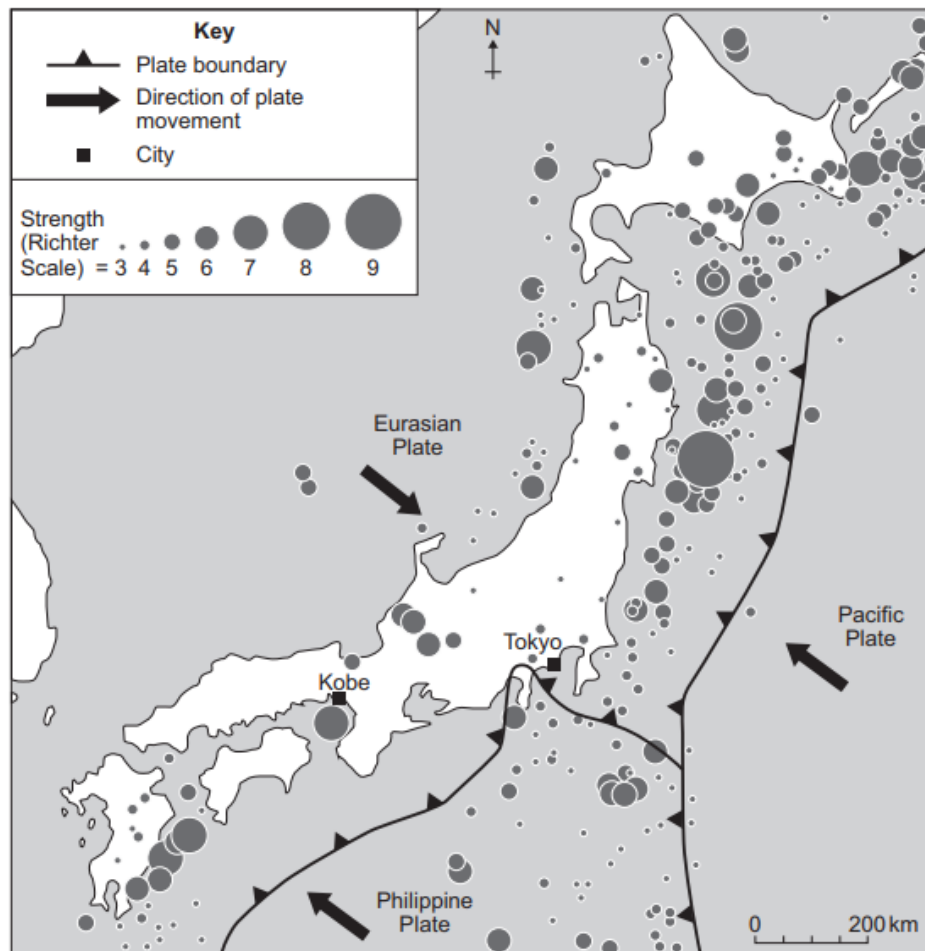 Key
Plate boundary
Direction of plate
movement
City
Strength
(Richter
Scale) = 3 4 5 6 7 8 9
N
Eurasian
Plate
Pacific
Plate
Tokyo
Kobe
Philippine
Plate
0 200 km